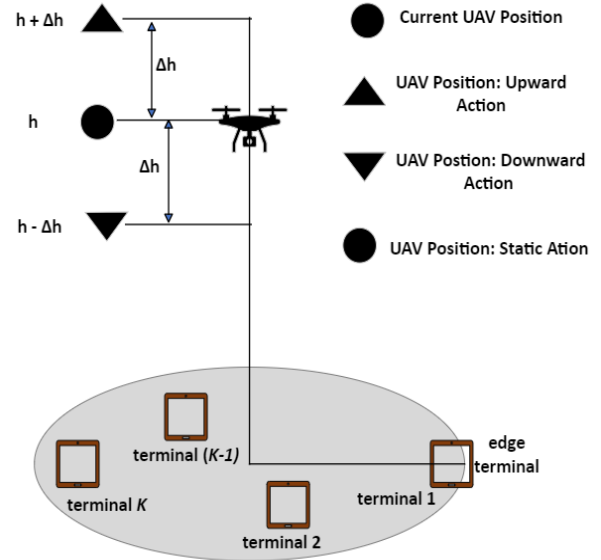 h + Δh
Δh
h
Δh
h - Δh
Current UAV Position
UAV Position: Upward
Action
UAV Postion: Downward
Action
UAV Position: Static Ation
edge
terminal
terminal (K-1)
terminal K
terminal 1
terminal 2